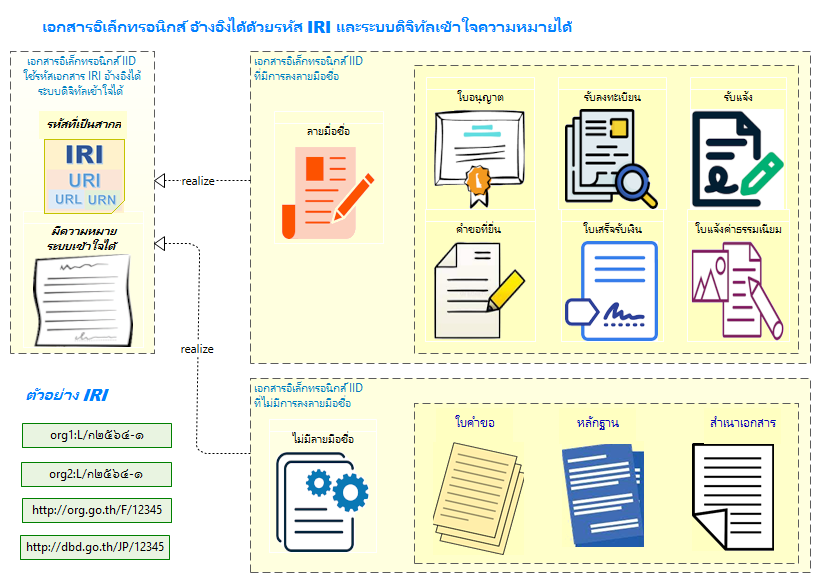 เอกสารอิเล็กทรอนิกส์ อ้างอิงได้ด้วยรหัส IRI และระบบดิจิทัลเข้าใจความหมายได้
เอกสารอิเล็กทรอนิกส์ IID
ใช้รหัสเอกสาร IRI อ้างอิงได้
ระบบดิจิทัลเข้าใจได้
รหัสที่เป็นสากล
IRI
URI
URL URN
มีความหมาย
ระบบเข้าใจได้
realize
realize
เอกสารอิเล็กทรอนิกส์ IID
ที่มีการลงลายมือชื่อ
ลายมือชื่อ
ใบอนุญาต
รับลงทะเบียน
รับแจ้ง
คำขอที่ยื่น
ใบเสร็จรับเงิน
ใบแจ้งค่าธรรมเนียม
เอกสารอิเล็กทรอนิกส์ IID
ที่ไม่มีการลงลายมือชื่อ
ไม่มีลายมือชื่อ
ใบคำขอ
หลักฐาน
สำเนาเอกสาร
ตัวอย่าง IRI
org1:L/ก๒๕๖๔-๑
org2:L/ก๒๕๖๔-๑
http://org.go.th/F/12345
http://dbd.go.th/JP/12345